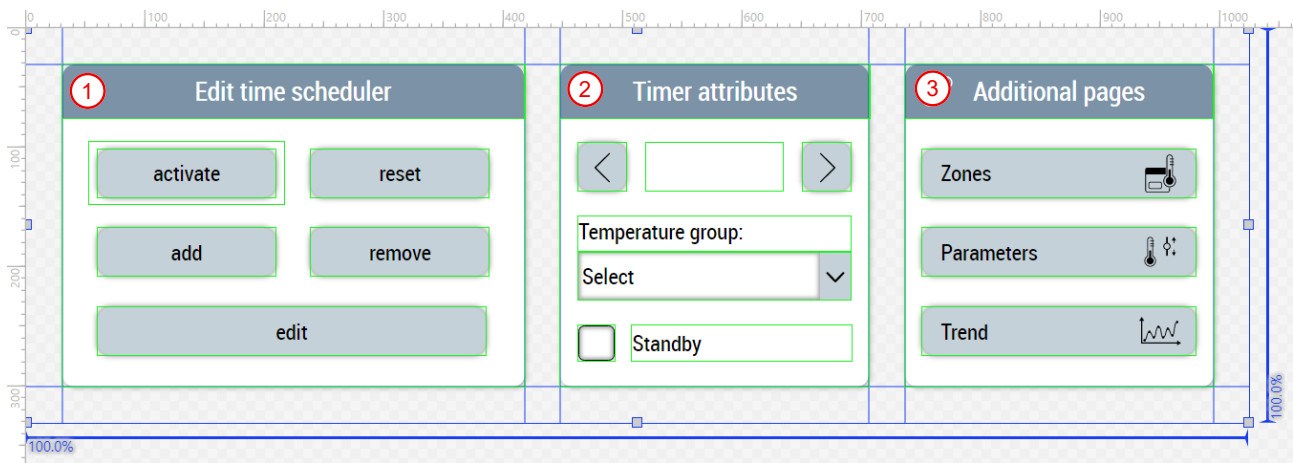 0 100 200 300 400 500 600 700 800 900 1000
0
1 Edit time scheduler
2 Timer attributes
3 Additional pages
100
activate reset
Zones
200
Temperature group:
add remove
Parameters
Select
300
edit
Standby
Trend
100.0%
100.0%